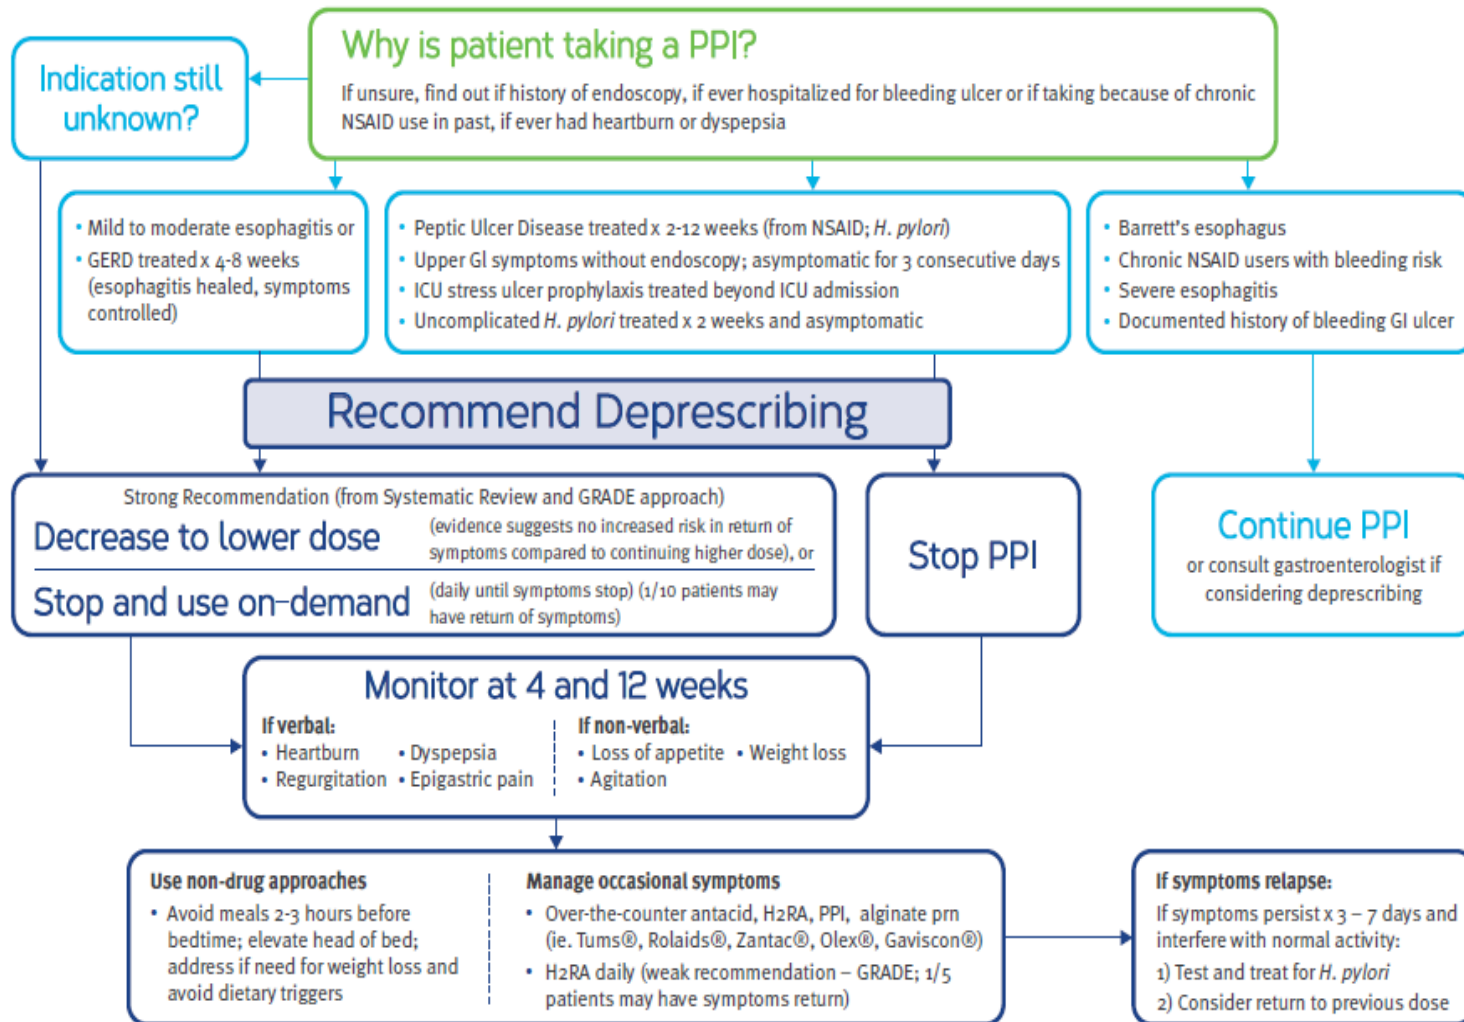 Why is patient taking a PPI?
If unsure, find out if history of endoscopy, if ever hospitalized for bleeding ulcer or if taking because of chronic
NSAID use in past, if ever had heartburn or dyspepsia
Indication still
unknown?
• Mild to moderate esophagitis or
• GERD treated x 4-8 weeks
(esophagitis healed, symptoms
controlled)
• Peptic Ulcer Disease treated x 2-12 weeks (from NSAID; H. pylori)
• Upper GI symptoms without endoscopy; asymptomatic for 3 consecutive days
• ICU stress ulcer prophylaxis treated beyond ICU admission
• Uncomplicated H. pylori treated x 2 weeks and asymptomatic
• Barrett's esophagus
• Chronic NSAID users with bleeding risk
• Severe esophagitis
• Documented history of bleeding GI ulcer
Recommend Deprescribing
Strong Recommendation (from Systematic Review and GRADE approach)
Decrease to lower dose
(evidence suggests no increased risk in return of
symptoms compared to continuing higher dose), or
Stop and use on-demand
(daily until symptoms stop) (1/10 patients may
have return of symptoms)
Stop PPI
Continue PPI
or consult gastroenterologist if
considering deprescribing
Monitor at 4 and 12 weeks
If verbal:
• Heartburn
• Dyspepsia
• Regurgitation
• Epigastric pain
If non-verbal:
• Loss of appetite
• Weight loss
• Agitation
Use non-drug approaches
• Avoid meals 2-3 hours before
bedtime; elevate head of bed;
address if need for weight loss and
avoid dietary triggers
Manage occasional symptoms
• Over-the-counter antacid, H2RA, PPI, alginate prn
(ie. Tums®, Rolaids®, Zantac®, Olex®, Gaviscon®)
• H2RA daily (weak recommendation – GRADE; 1/5
patients may have symptoms return)
If symptoms relapse:
If symptoms persist x 3 – 7 days and
interfere with normal activity:
1) Test and treat for H. pylori
2) Consider return to previous dose